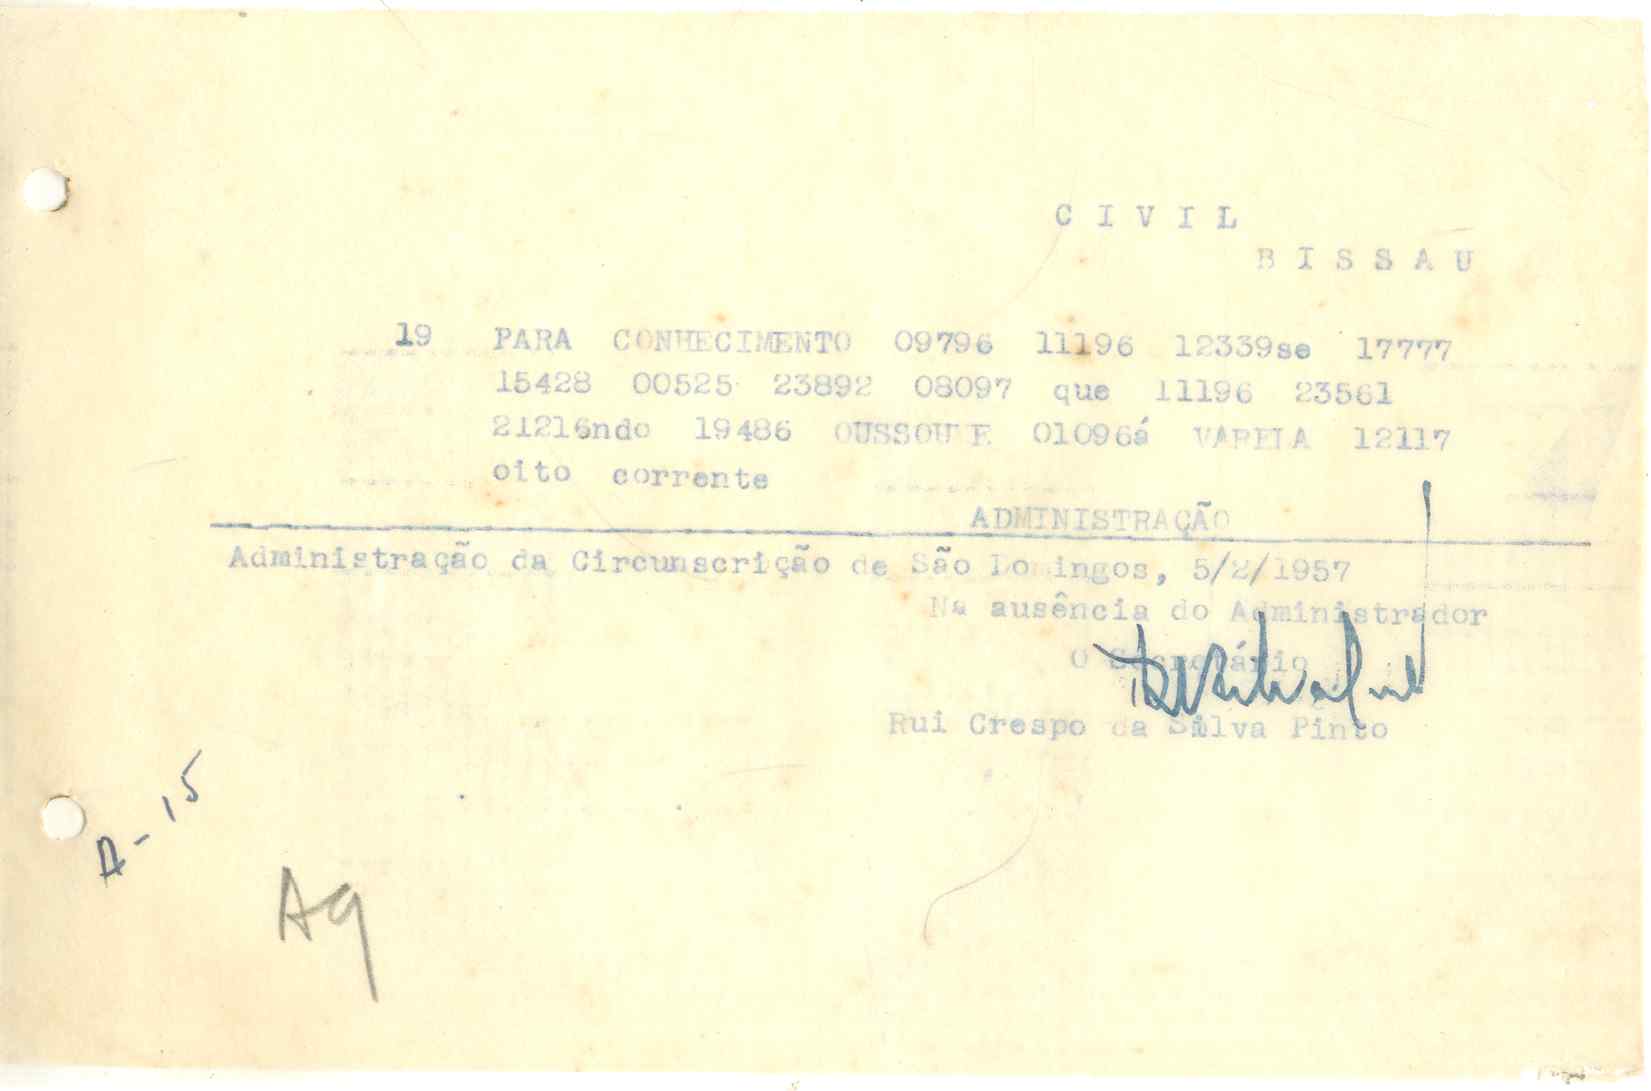 C I V I L
B I S S A U
19 PARA CONHECIMENTO 09796 11196 12339se 17777
15428 00525 23892 08097 que 11196 23561
21216ndo 19486 OUSSOUYE 01096á VARELA 12117
oito corrente
ADMINISTRAÇÃO
Administração da Circunscrição de São Domingos, 5/2/1957
Na ausência do Administrador
O Secretário
Rui Crespo da Silva Pinto
A-15